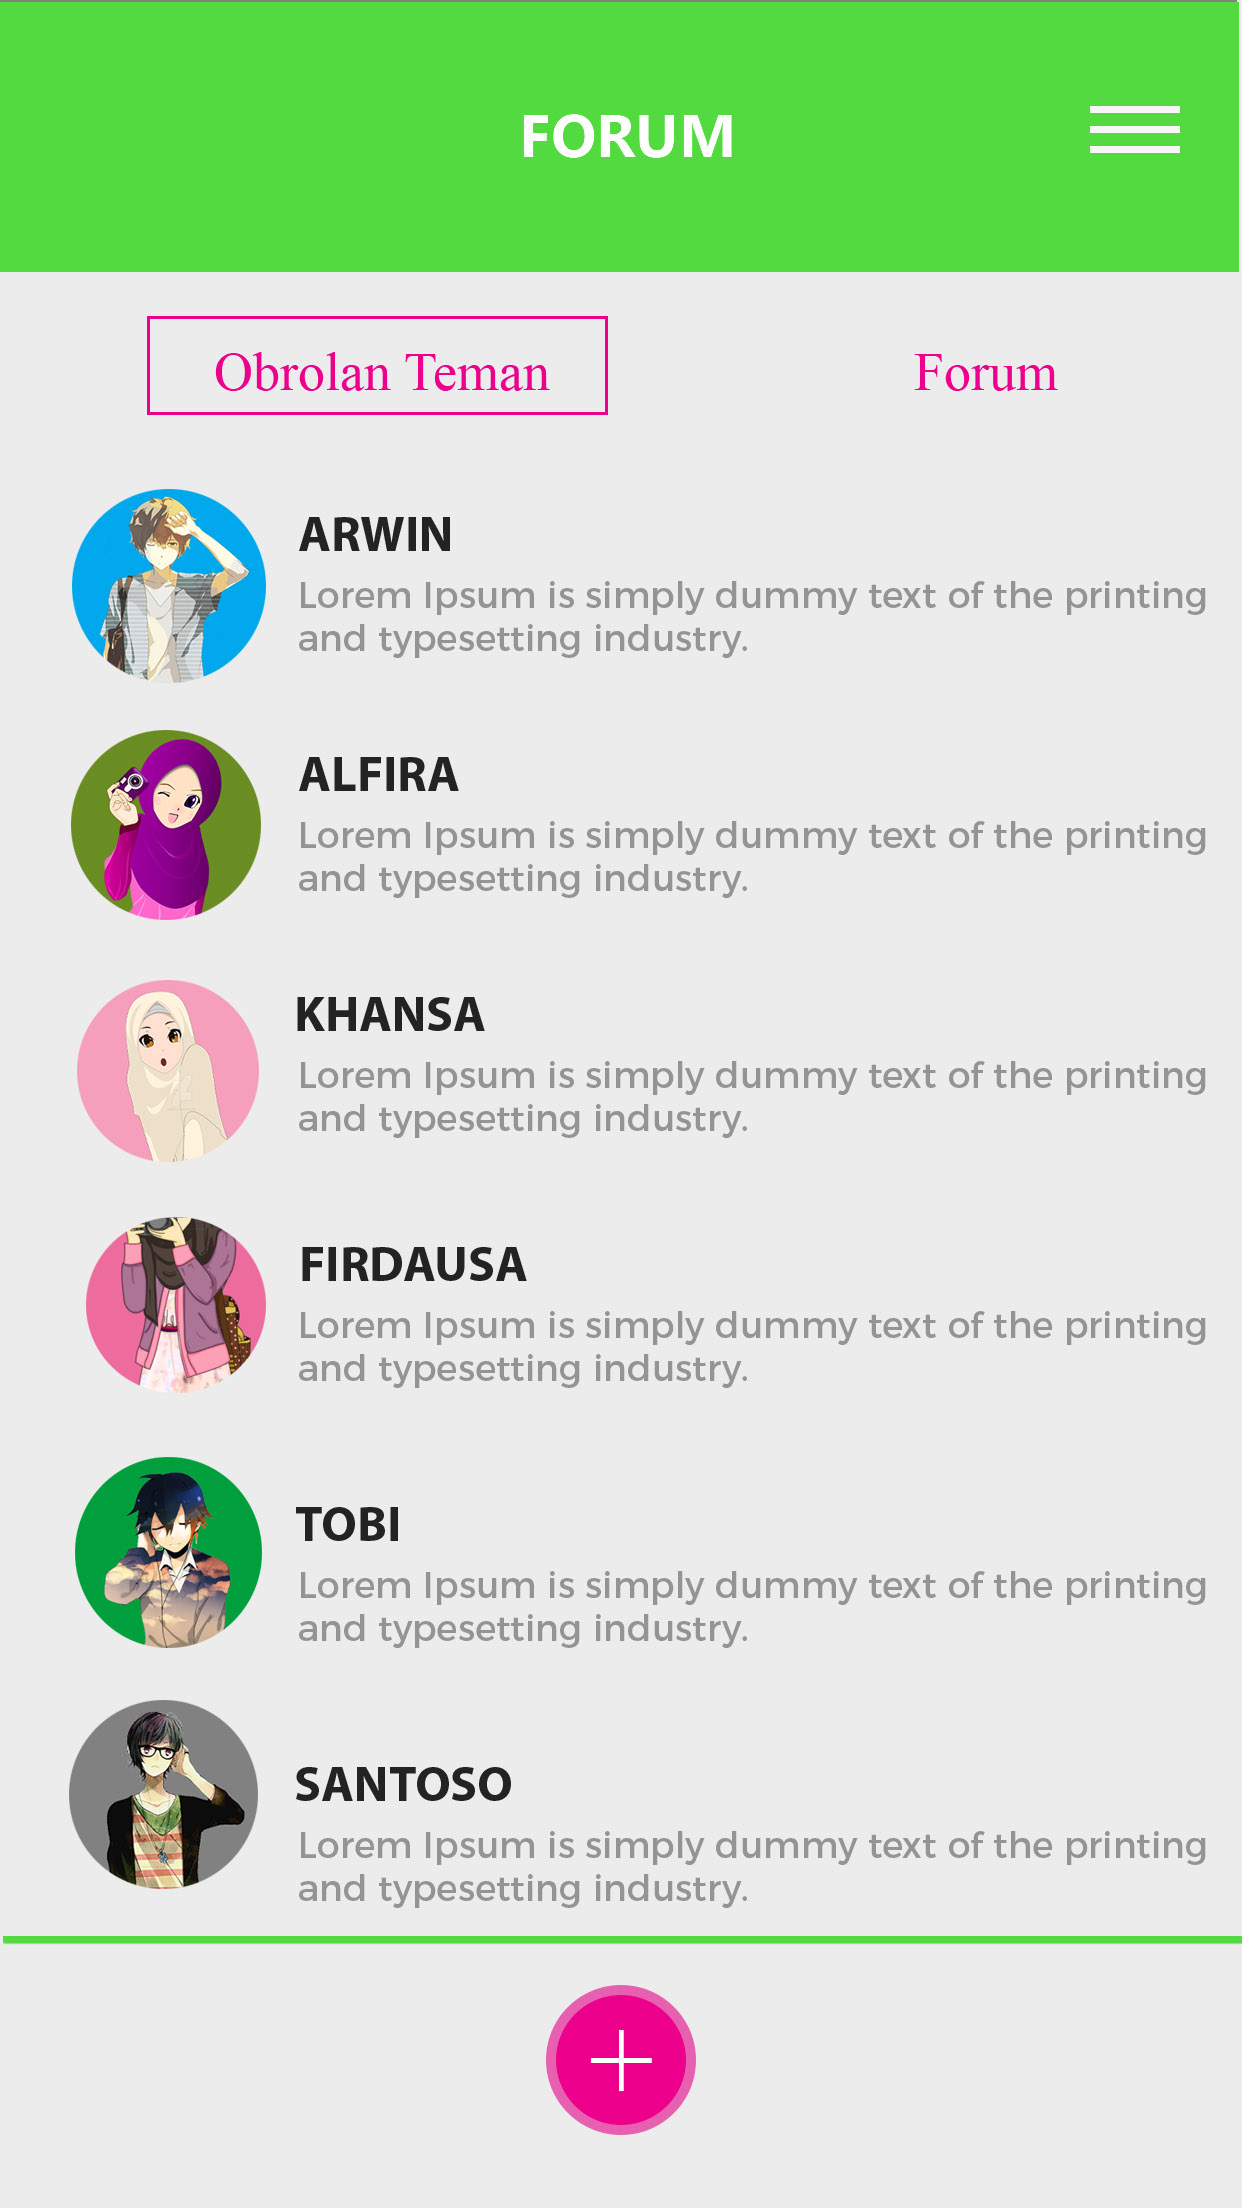 FORUM
Obrolan Teman
Forum
ARWIN
Lorem Ipsum is simply dummy text of the printing
and typesetting industry.
ALFIRA
Lorem Ipsum is simply dummy text of the printing
and typesetting industry.
KHANSA
Lorem Ipsum is simply dummy text of the printing
and typesetting industry.
FIRDAUSA
Lorem Ipsum is simply dummy text of the printing
and typesetting industry.
TOBI
Lorem Ipsum is simply dummy text of the printing
and typesetting industry.
SANTOSO
Lorem Ipsum is simply dummy text of the printing
and typesetting industry.